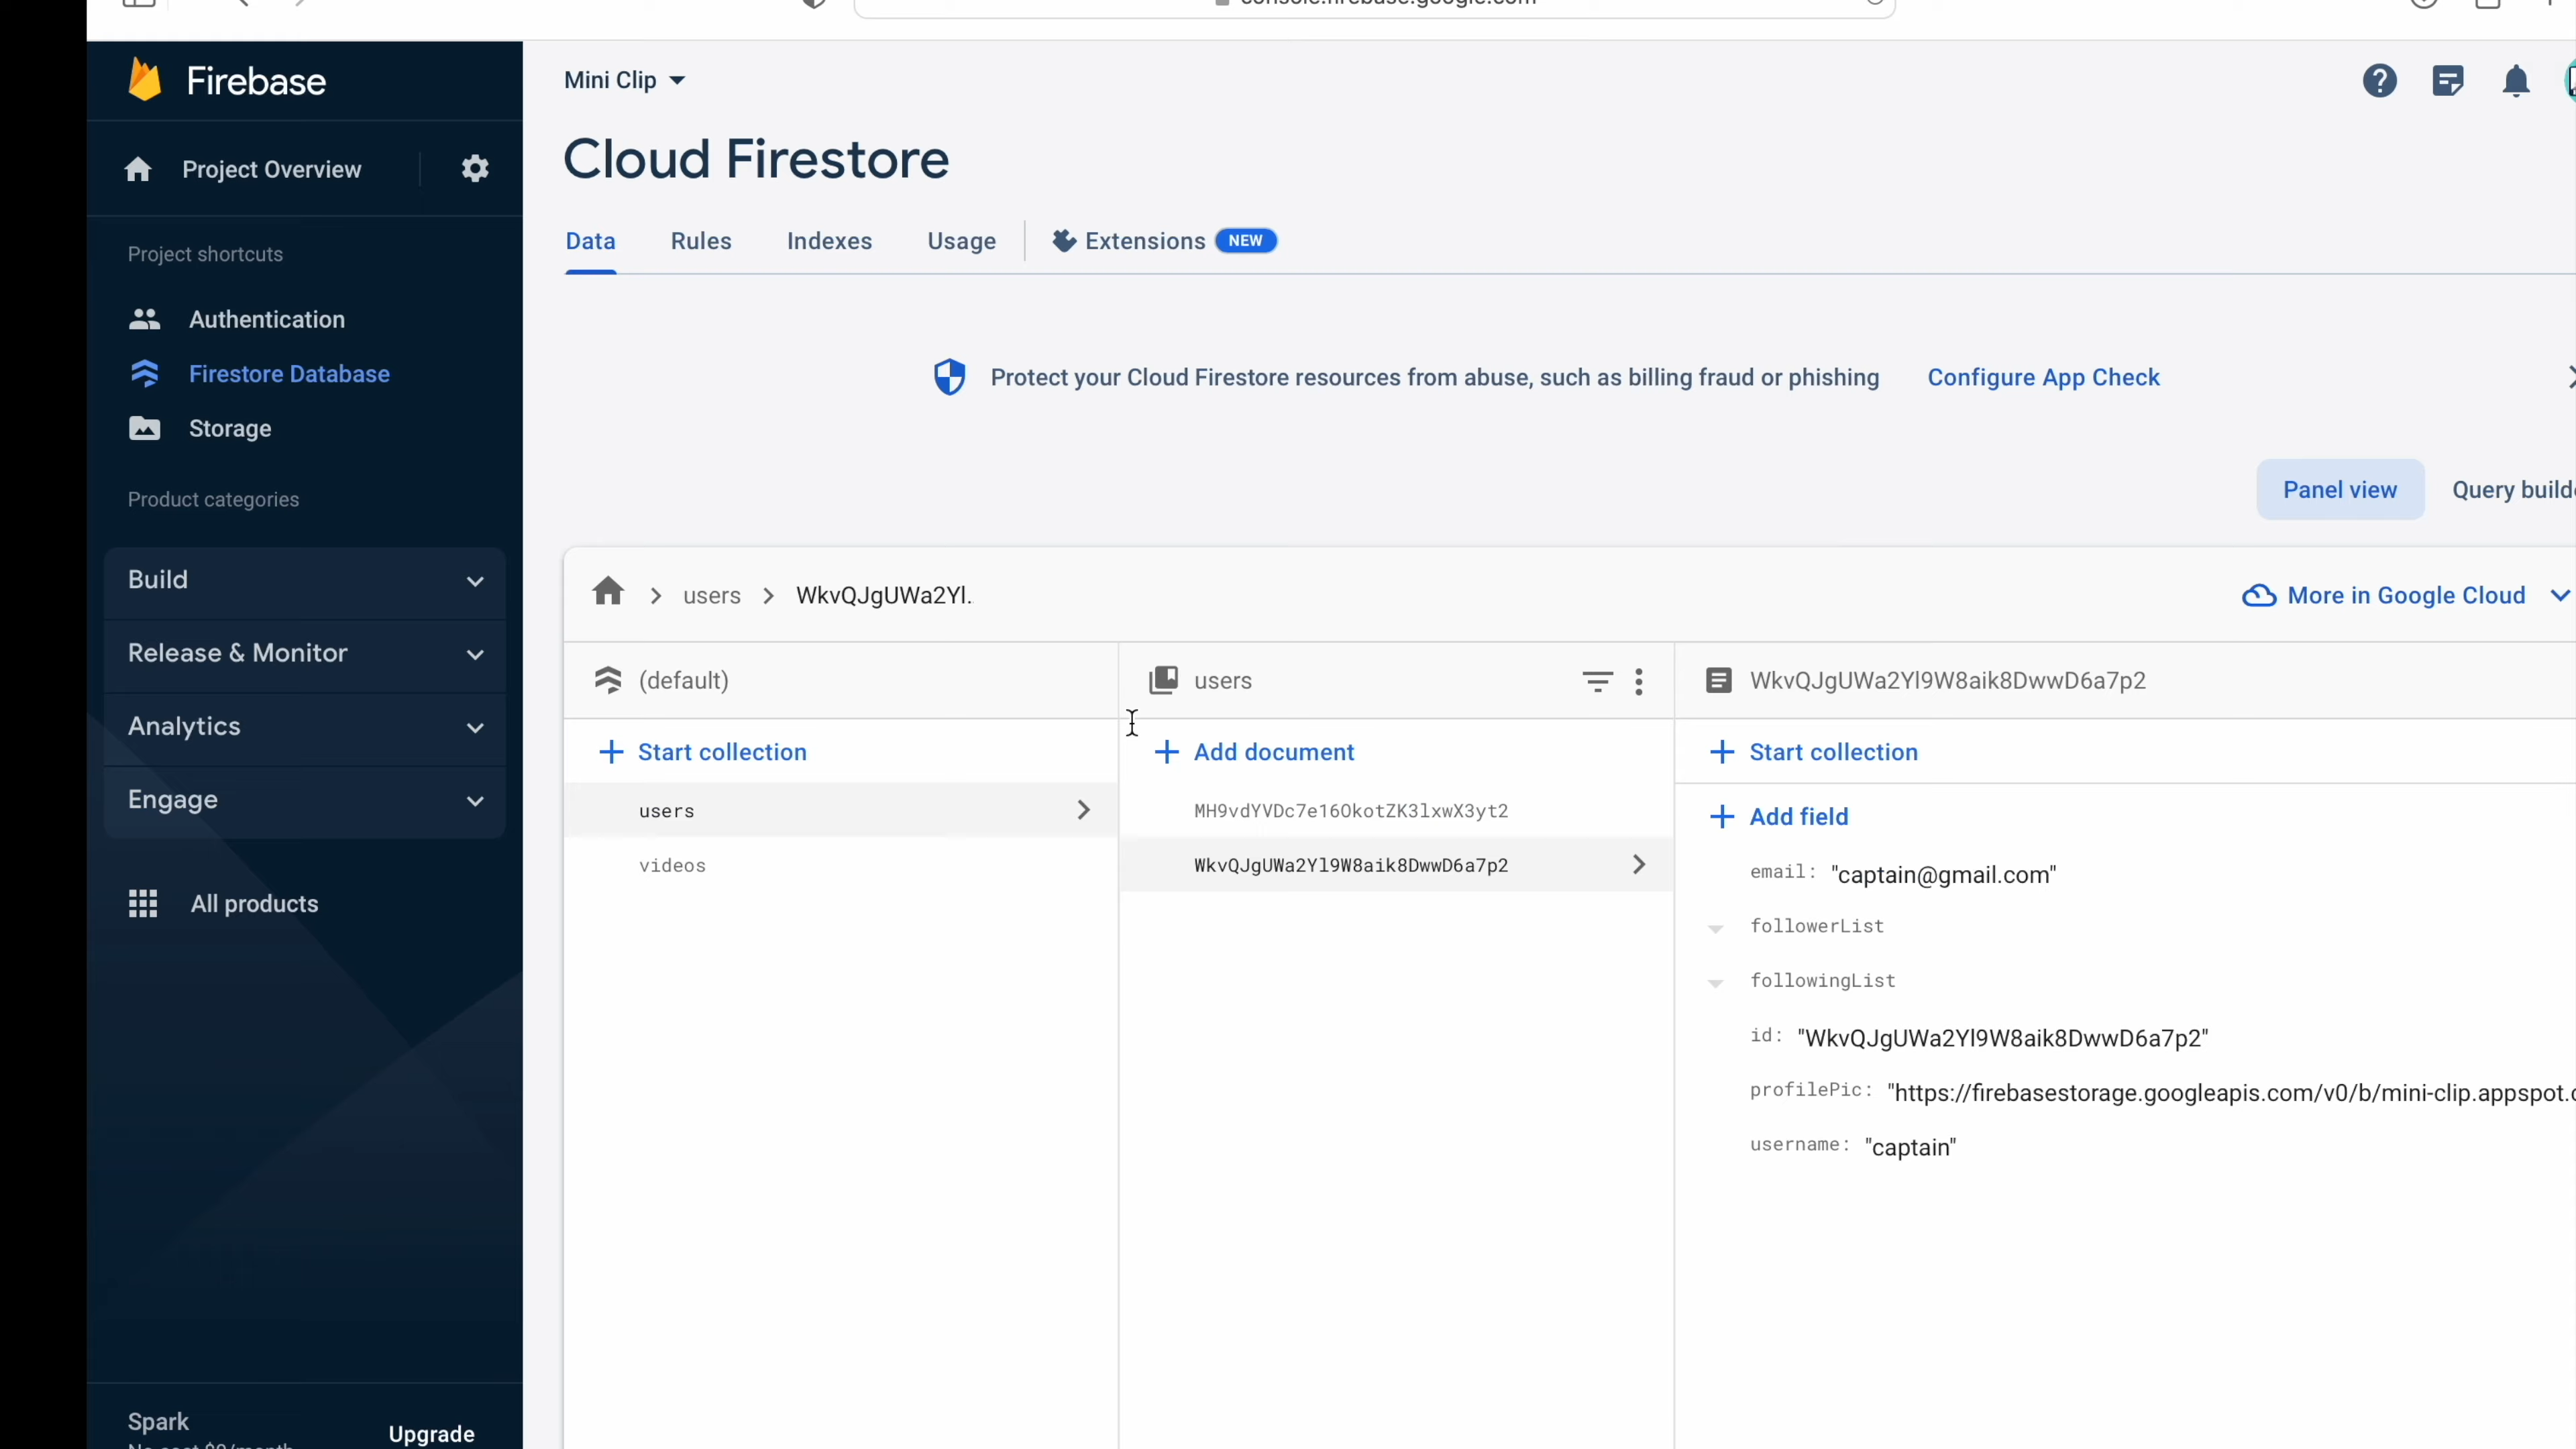 Firebase
Project Overview
Project shortcuts
Authentication
Firestore Database
Storage
Product categories
Build
Release & Monitor
Analytics
Engage
All products
Spark
Upgrade
Mini Clip
Cloud Firestore
Data Rules Indexes Usage Extensions NEW
Protect your Cloud Firestore resources from abuse, such as billing fraud or phishing Configure App Check
Panel view Query build
users WkvQJgUWa2Yl. More in Google Cloud
(default)
Start collection
users
videos
users
Add document
MH9vdYVDc7e16OkotZK3lxwX3yt2
WkvQJgUWa2Yl9W8aik8DwwD6a7p2
WkvQJgUWa2Yl9W8aik8DwwD6a7p2
Start collection
Add field
email: "captain@gmail.com"
followerList
followingList
id: "WkvQJgUWa2Yl9W8aik8DwwD6a7p2"
profilePic: "https://firebasestorage.googleapis.com/v0/b/mini-clip.appspot.c
username: "captain"